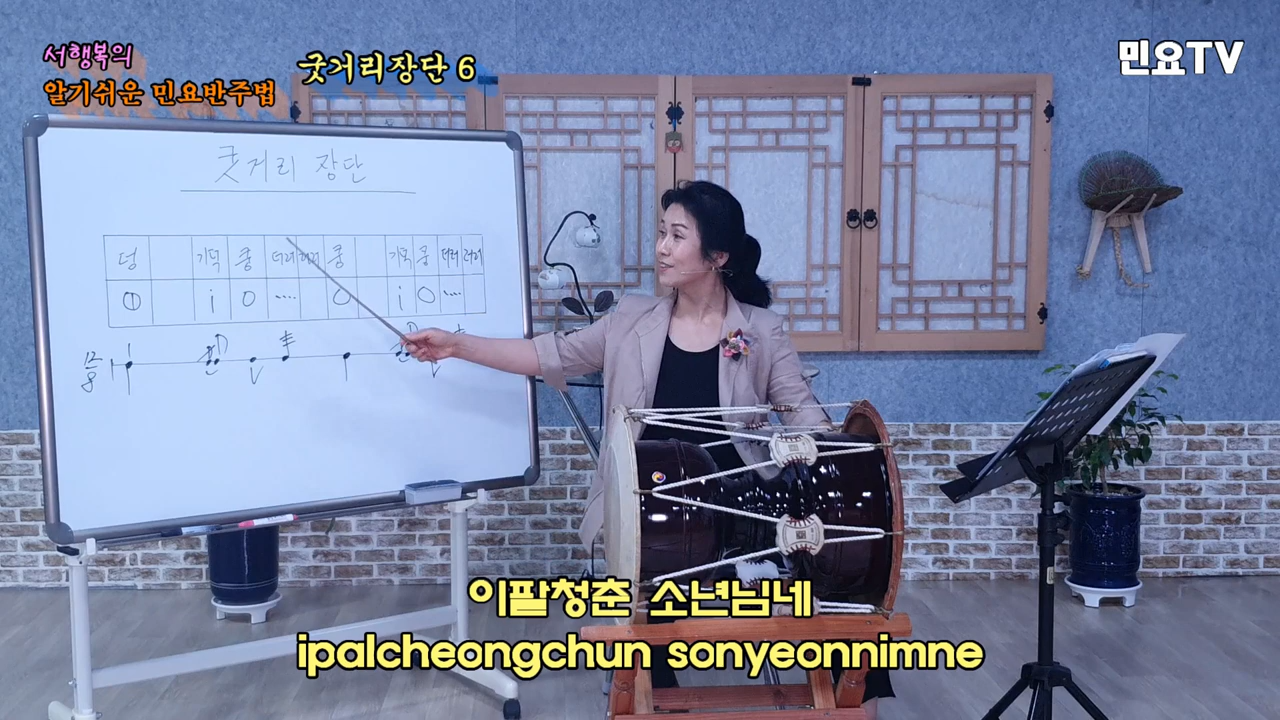 서행복의
알기쉬운 민요반주법
굿거리장단 6
민요TV
굿거리 장단
덩 기덕 쿵 더러러러 쿵 기덕 쿵 더러 러러
이팔청춘 소년님네
ipalcheongchun sonyeonnimne